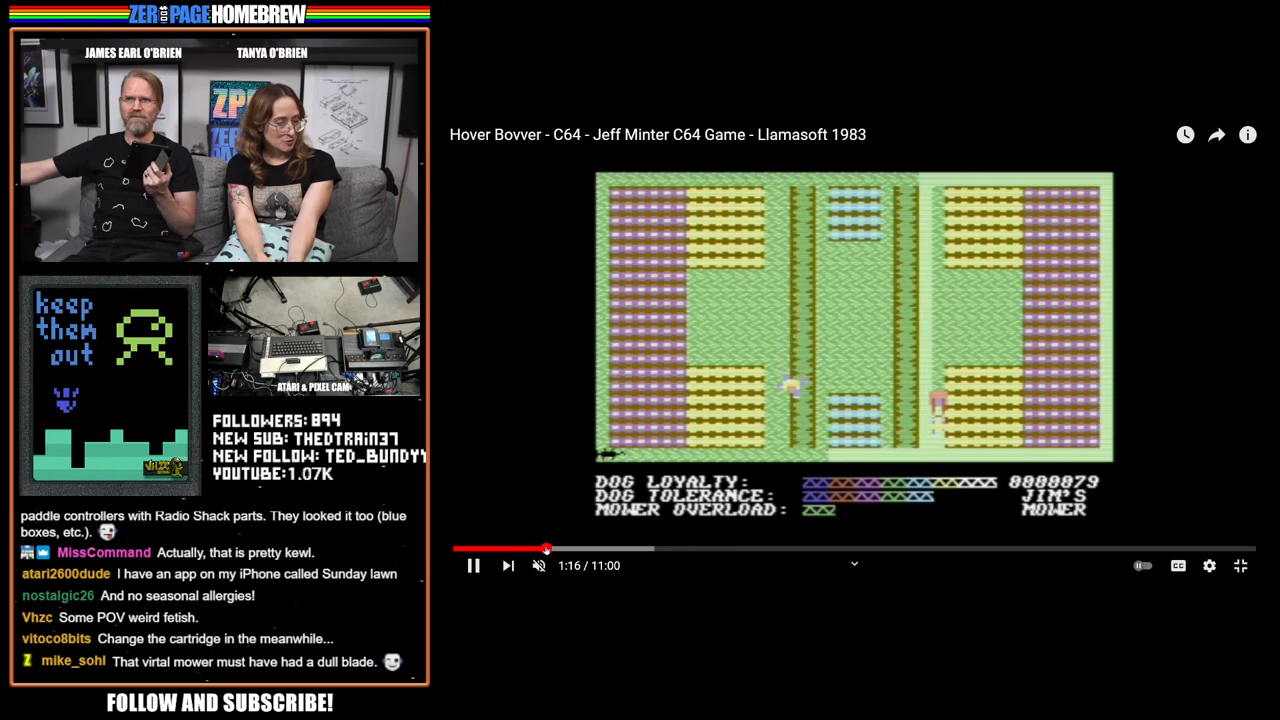 ZER PAGE HOMEBREW
JAMES EARL O'BRIEN
TANYA O'BRIEN
ZP
keep
them
out
ATARI & PIXEL CAM
FOLLOWERS: 894
NEW SUB: THEDTRAIN37
NEW FOLLOW: TED_BUNDYY
YOUTUBE:1.07K
paddle controllers with Radio Shack parts. They looked it too (blue
boxes, etc.).
MissCommand Actually, that is pretty kewl.
atari2600dude I have an app on my iPhone called Sunday lawn
nostalgic26 And no seasonal allergies!
Vhzc Some POV weird fetish.
vitoco8bits Change the cartridge in the meanwhile...
Z mike_sohl That virtal mower must have had a dull blade.
FOLLOW AND SUBSCRIBE!
Hover Bovver - C64 - Jeff Minter C64 Game - Llamasoft 1983
DOG LOYALTY: 0000079
DOG TOLERANCE: JIM'S
MOWER OVERLOAD: MOWER
1:16 / 11:00
CC